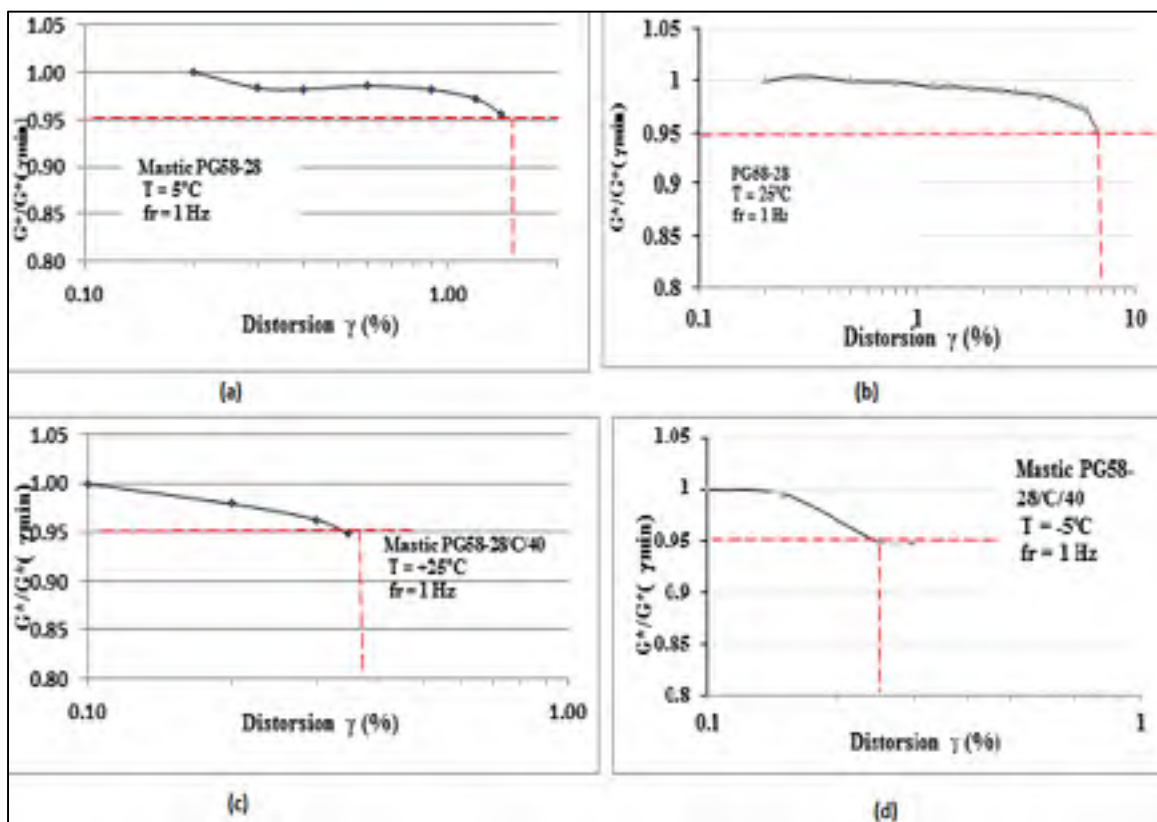 1.05
1.00
0.95
0.90
0.85
0.80
G*/G*(γmin)
Mastic PG58-28
T = 5°C
fr = 1 Hz
0.10
1.00
Distorsion γ (%)
(a)
1.05
1
0.95
0.9
0.85
0.8
G*/G*(γmin)
PG58-28
T = 25°C
fr = 1 Hz
0.1
1
10
Distorsion γ (%)
(b)
1.05
1.00
0.95
0.90
0.85
0.80
G*/G*( γmin)
Mastic PG58-28/C/40
T = +25°C
fr = 1 Hz
0.10
1.00
Distorsion γ (%)
(c)
1.05
1
0.95
0.9
0.85
0.8
G*/G*( γmin)
Mastic PG58-
28/C/40
T = -5°C
fr = 1 Hz
0.1
1
Distorsion γ (%)
(d)